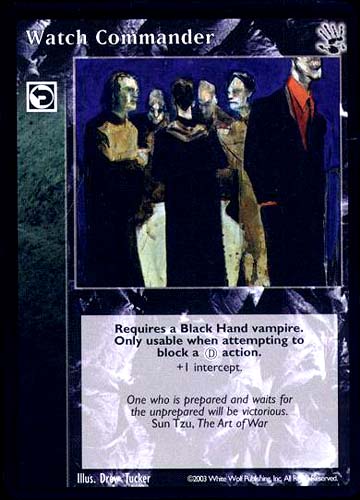 Watch Commander
Requires a Black Hand vampire.
Only usable when attempting to
block a Ⓓ action.
+1 intercept.
One who is prepared and waits for
the unprepared will be victorious.
Sun Tzu, The Art of War
Illus. Drew Tucker
©2003 White Wolf Publishing, Inc. All Rights Reserved.